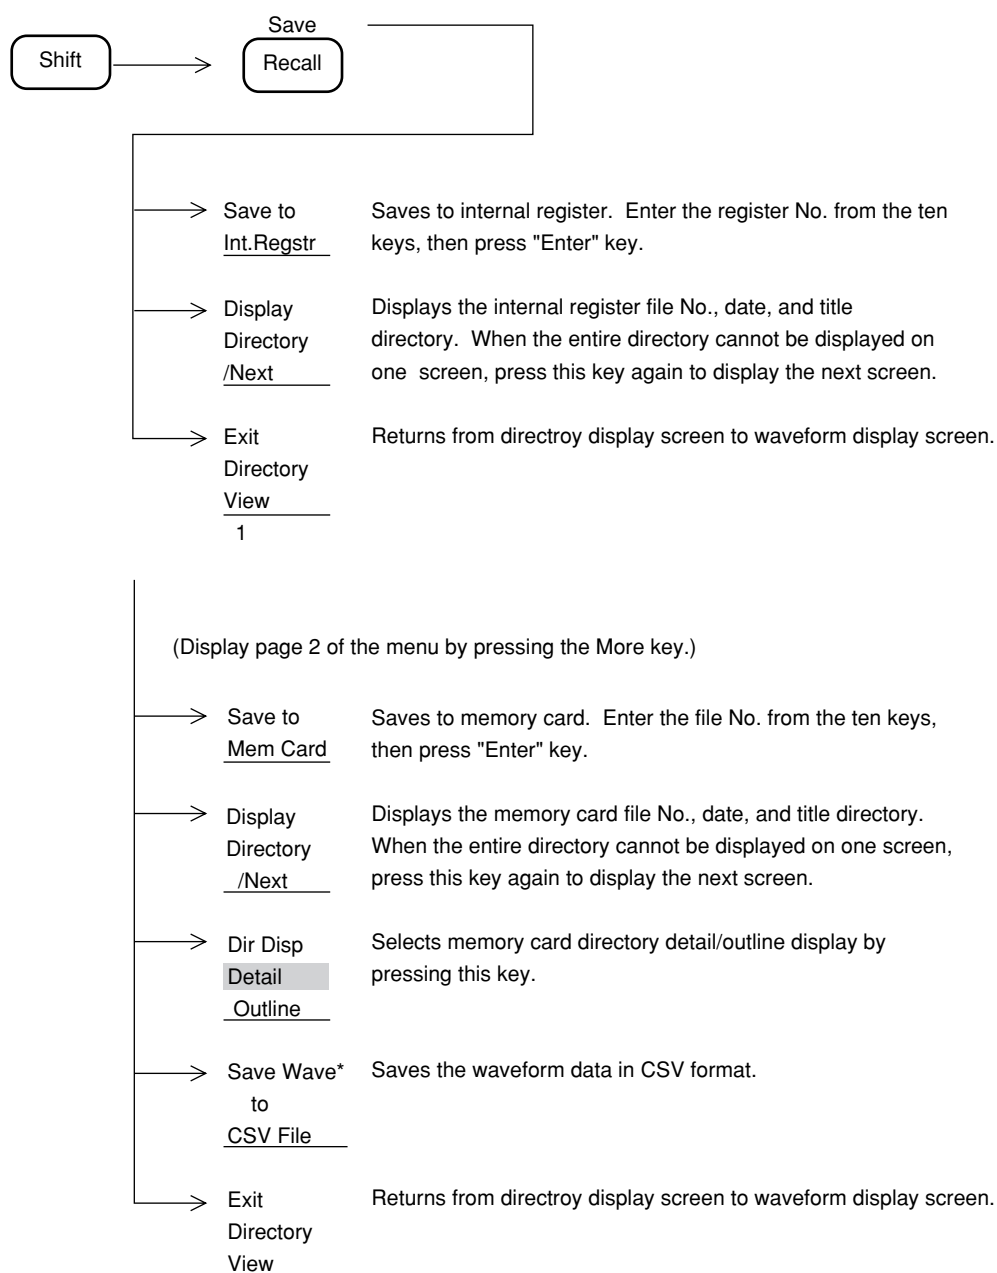 Save
Shift
Recall
Save to
Int.Regstr
Saves to internal register. Enter the register No. from the ten
keys, then press "Enter" key.
Display
Directory
/Next
Displays the internal register file No., date, and title
directory. When the entire directory cannot be displayed on
one screen, press this key again to display the next screen.
Exit
Directory
View
1
Returns from directroy display screen to waveform display screen.
(Display page 2 of the menu by pressing the More key.)
Save to
Mem Card
Saves to memory card. Enter the file No. from the ten keys,
then press "Enter" key.
Display
Directory
/Next
Displays the memory card file No., date, and title directory.
When the entire directory cannot be displayed on one screen,
press this key again to display the next screen.
Dir Disp
Detail
Outline
Selects memory card directory detail/outline display by
pressing this key.
Save Wave*
to
CSV File
Saves the waveform data in CSV format.
Exit
Directory
View
Returns from directroy display screen to waveform display screen.